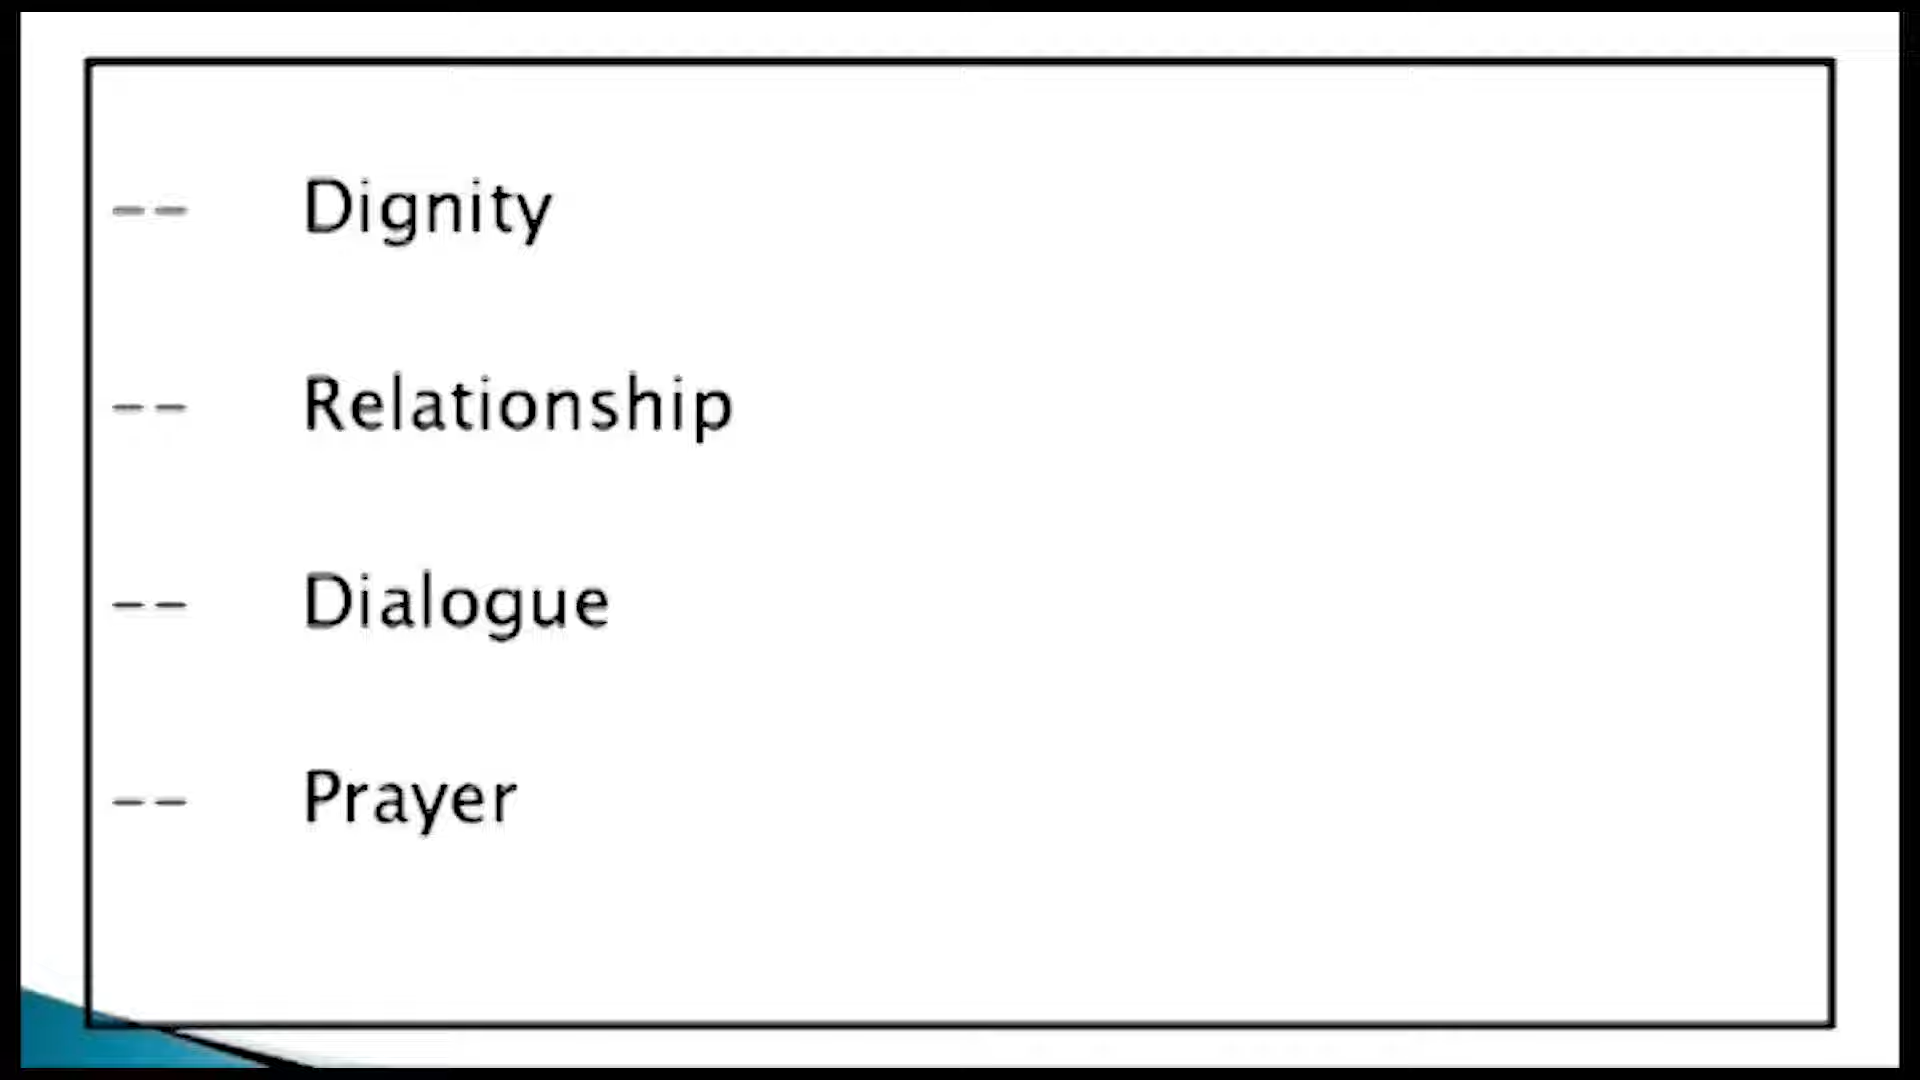 -- Dignity
-- Relationship
-- Dialogue
-- Prayer